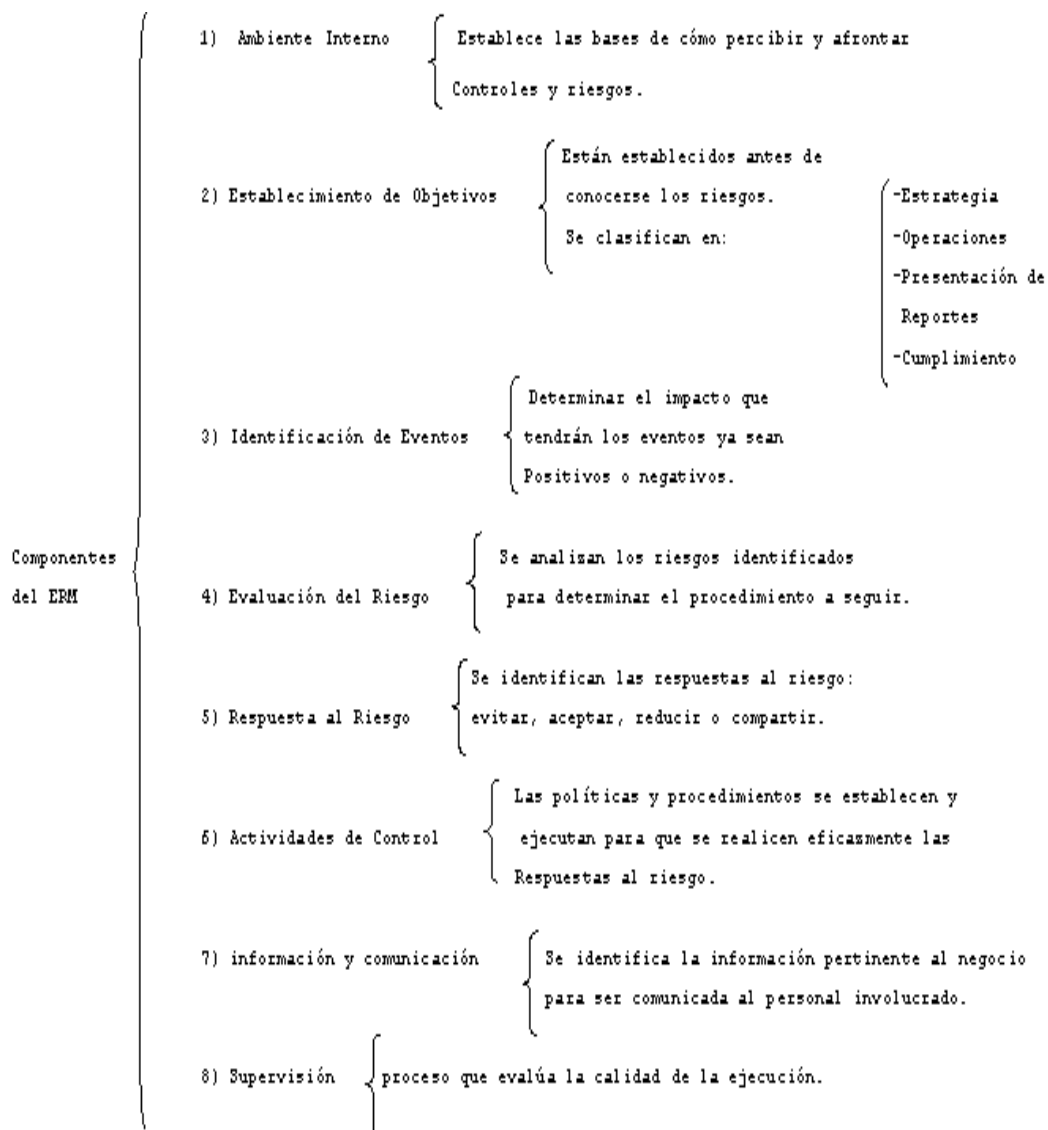 1) Ambiente Interno
Establece las bases de cómo percibir y afrontar
Controles y riesgos.
2) Establecimiento de Objetivos
Están establecidos antes de
conocerse los riesgos.
Se clasifican en:
-Estrategia
-Operaciones
-Presentación de
Reportes
-Cumplimiento
3) Identificación de Eventos
Determinar el impacto que
tendrán los eventos ya sean
Positivos o negativos.
Componentes
del ERM
4) Evaluación del Riesgo
Se analizan los riesgos identificados
para determinar el procedimiento a seguir.
5) Respuesta al Riesgo
Se identifican las respuestas al riesgo:
evitar, aceptar, reducir o compartir.
6) Actividades de Control
Las políticas y procedimientos se establecen y
ejecutan para que se realicen eficazmente las
Respuestas al riesgo.
7) información y comunicación
Se identifica la información pertinente al negocio
para ser comunicada al personal involucrado.
8) Supervisión
proceso que evalúa la calidad de la ejecución.